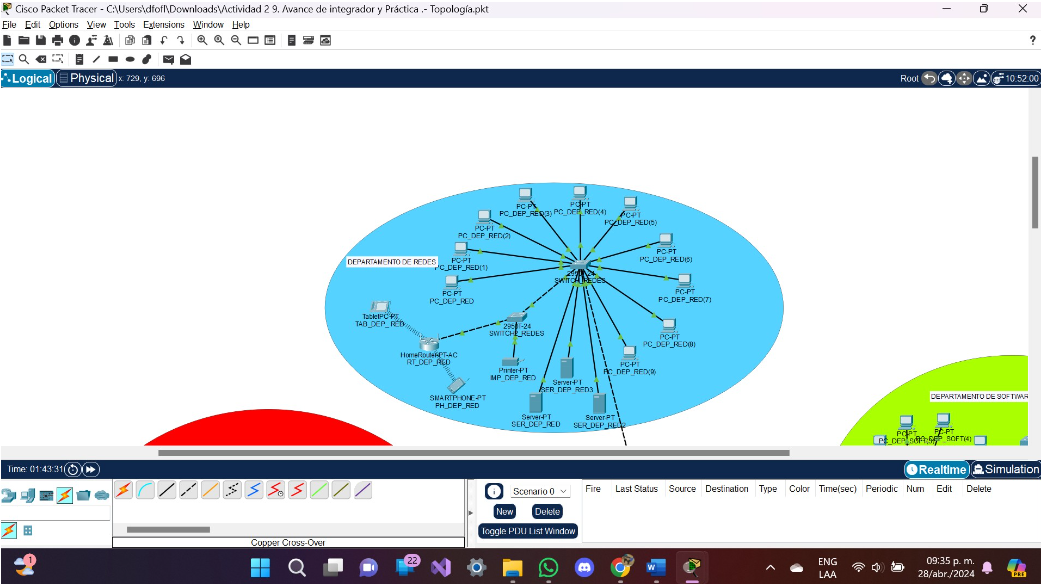 Cisco Packet Tracer - C:\Users\dfofl\Downloads\Actividad 2 9. Avance de integrador y Práctica .- Topología.pkt
File Edit Options View Tools Extensions Window Help
?
Logical Physical x: 729, y: 696 Root 10:52:00
PC-PT
PC_DEP_RED(3)
PC-PT
PC_DEP_RED(4)
PC-PT
PC_DEP_RED(5)
PC-PT
PC_DEP_RED(2)
PC-PT
PC_DEP_RED(6)
DEPARTAMENTO DE REDES
PC-PT
PC_DEP_RED(1)
2950T-24
SWITCH_REDES
PC-PT
PC_DEP_RED
PC-PT
PC_DEP_RED(7)
TabletPC-PT
TAB_DEP_RED
2950T-24
SWITCH2_REDES
PC-PT
PC_DEP_RED(8)
HomeRouter-PT-AC
RT_DEP_RED
PC-PT
PC_DEP_RED(9)
Printer-PT
IMP_DEP_RED
Server-PT
SER_DEP_RED3
SMARTPHONE-PT
PH_DEP_RED
Server-PT
SER_DEP_RED
Server-PT
SER_DEP_RED2
DEPARTAMENTO DE SOFTWAR
PC-PT
PC-PT
PC_DEP_SOFT(4)
Time: 01:43:31 Realtime Simulation
Scenario 0
New Delete
Toggle PDU List Window
Fire Last Status Source Destination Type Color Time(sec) Periodic Num Edit Delete
Copper Cross-Over
1
22
ENG
LAA
09:35 p. m.
28/abr./2024
PRE